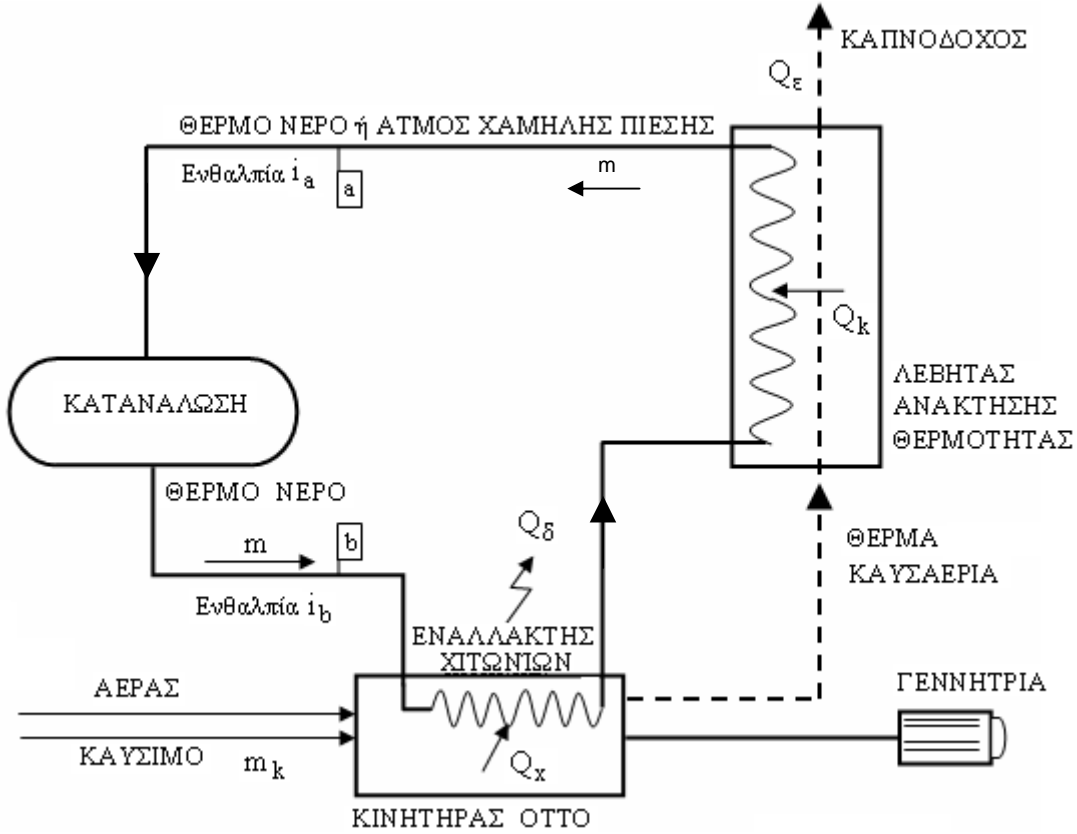 ΚΑΠΝΟΔΟΧΟΣ
Qε
ΘΕΡΜΟ ΝΕΡΟ ή ΑΤΜΟΣ ΧΑΜΗΛΗΣ ΠΙΕΣΗΣ
Ενθαλπία ia
a
m
Qk
ΛΕΒΗΤΑΣ
ΑΝΑΚΤΗΣΗΣ
ΘΕΡΜΟΤΗΤΑΣ
ΚΑΤΑΝΑΛΩΣΗ
ΘΕΡΜΟ ΝΕΡΟ
m
b
Ενθαλπία ib
Qδ
ΘΕΡΜΑ
ΚΑΥΣΑΕΡΙΑ
ΕΝΑΛΛΑΚΤΗΣ
ΧΙΤΩΝΙΩΝ
ΑΕΡΑΣ
ΚΑΥΣΙΜΟ mk
Qx
ΓΕΝΝΗΤΡΙΑ
ΚΙΝΗΤΗΡΑΣ ΟΤΤΟ